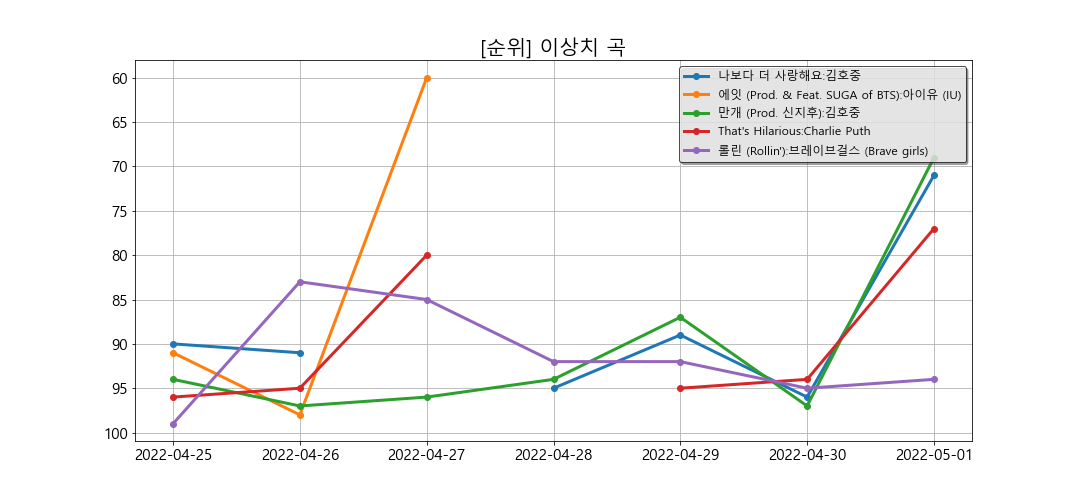 [순위] 이상치 곡
나보다 더 사랑해요:김호중
에잇 (Prod. & Feat. SUGA of BTS):아이유 (IU)
만개 (Prod. 신지후):김호중
That's Hilarious:Charlie Puth
롤린 (Rollin'):브레이브걸스 (Brave girls)
60
65
70
75
80
85
90
95
100
2022-04-25 2022-04-26 2022-04-27 2022-04-28 2022-04-29 2022-04-30 2022-05-01